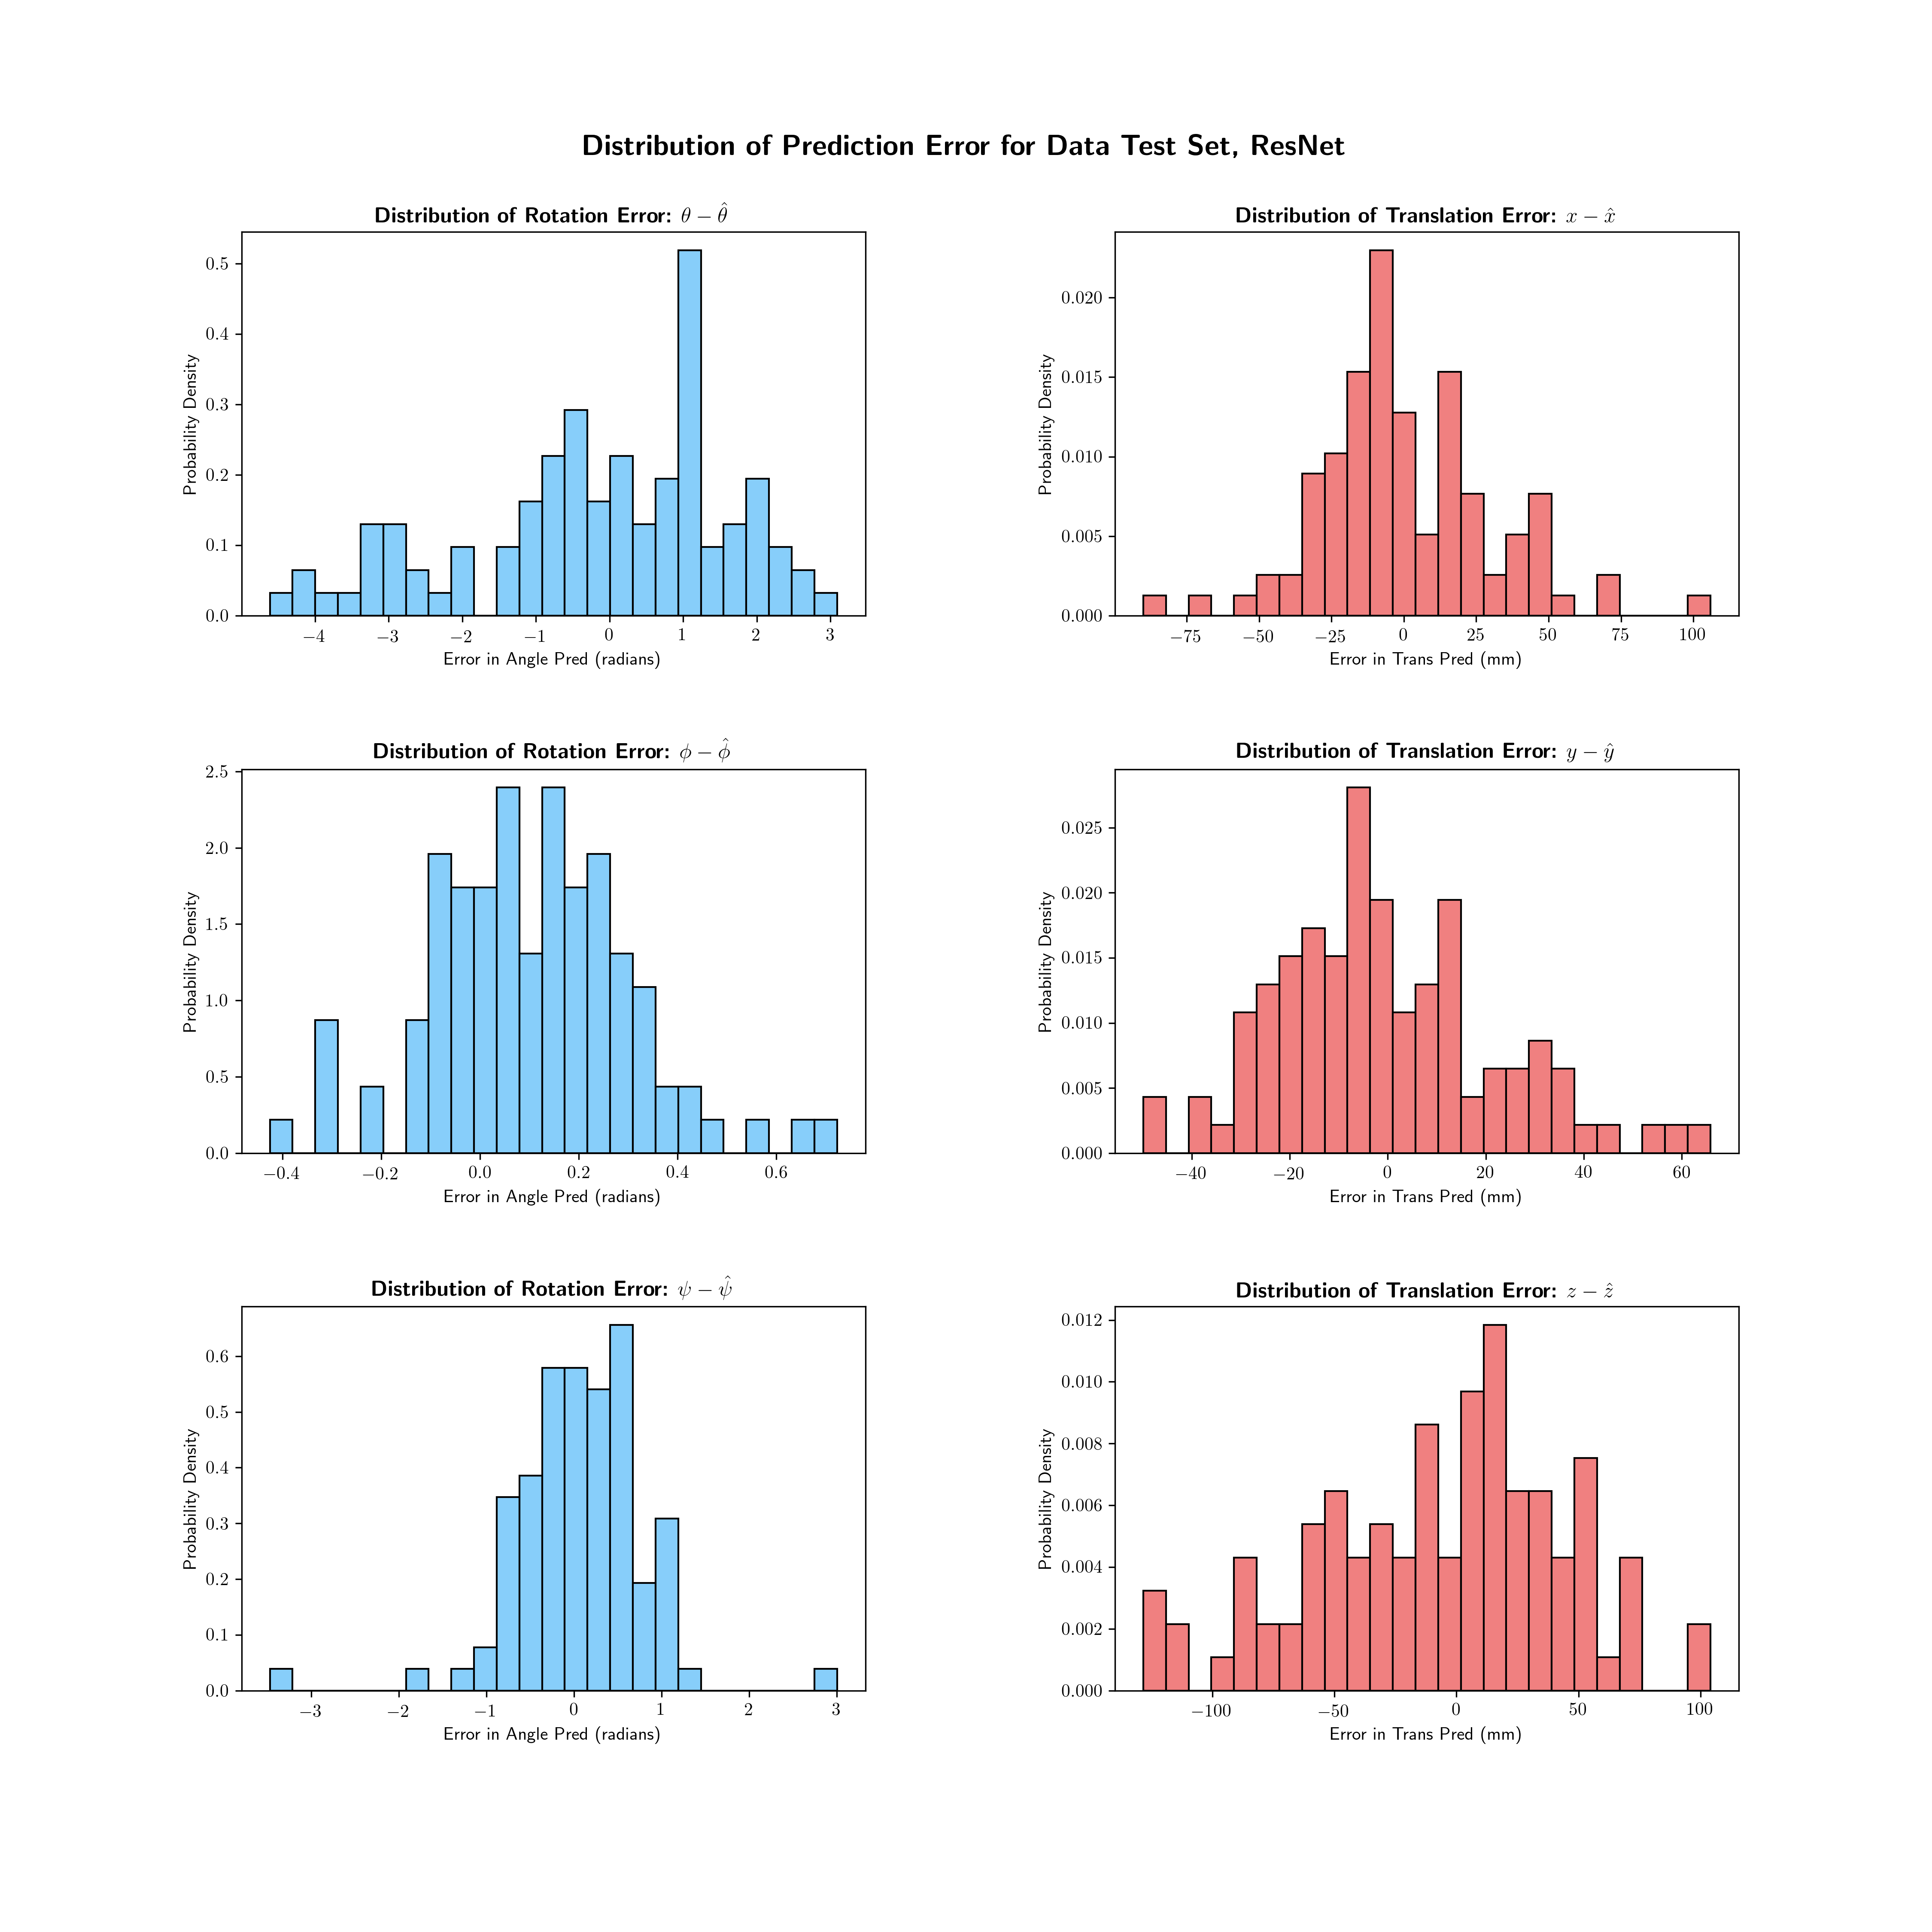 Distribution of Prediction Error for Data Test Set, ResNet
Distribution of Rotation Error: θ − θ̂
Probability Density
0.5
0.4
0.3
0.2
0.1
0.0
−4 −3 −2 −1 0 1 2 3
Error in Angle Pred (radians)
Distribution of Translation Error: x − x̂
Probability Density
0.020
0.015
0.010
0.005
0.000
−75 −50 −25 0 25 50 75 100
Error in Trans Pred (mm)
Distribution of Rotation Error: ϕ − ϕ̂
Probability Density
2.5
2.0
1.5
1.0
0.5
0.0
−0.4 −0.2 0.0 0.2 0.4 0.6
Error in Angle Pred (radians)
Distribution of Translation Error: y − ŷ
Probability Density
0.025
0.020
0.015
0.010
0.005
0.000
−40 −20 0 20 40 60
Error in Trans Pred (mm)
Distribution of Rotation Error: ψ − ψ̂
Probability Density
0.6
0.5
0.4
0.3
0.2
0.1
0.0
−3 −2 −1 0 1 2 3
Error in Angle Pred (radians)
Distribution of Translation Error: z − ẑ
Probability Density
0.012
0.010
0.008
0.006
0.004
0.002
0.000
−100 −50 0 50 100
Error in Trans Pred (mm)